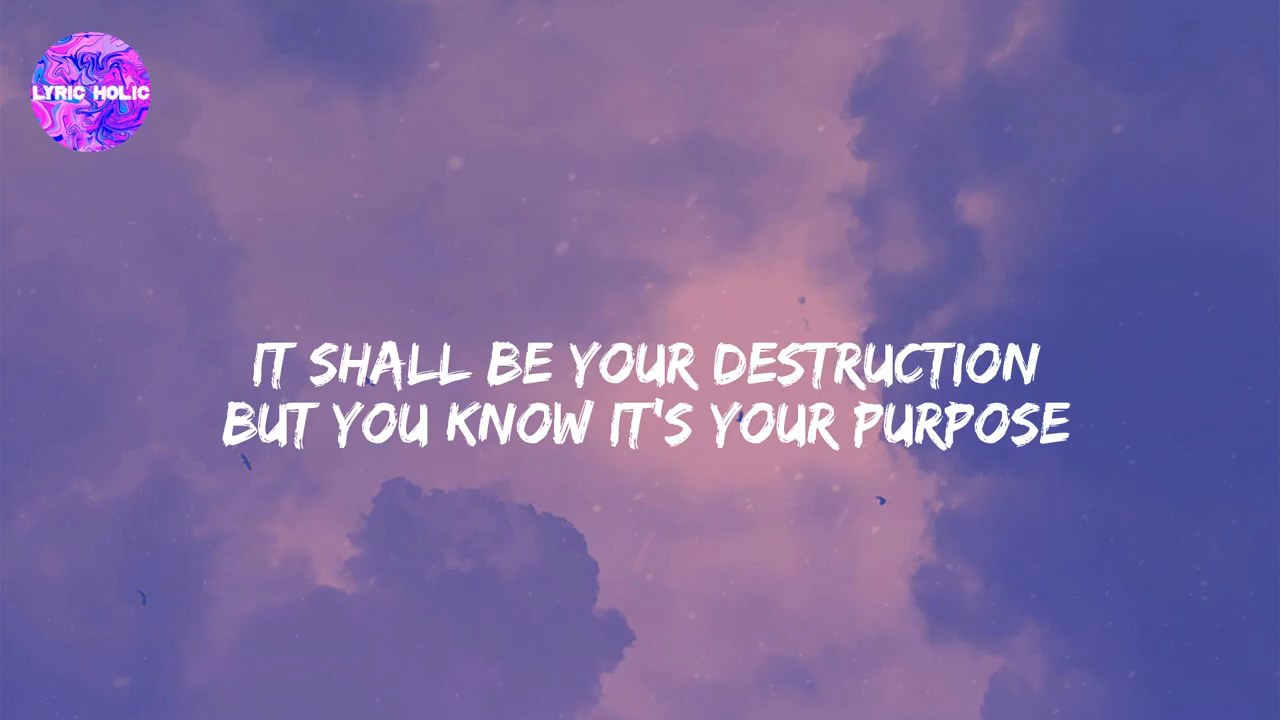 LYRIC HOLIC
IT SHALL BE YOUR DESTRUCTION
BUT YOU KNOW IT'S YOUR PURPOSE